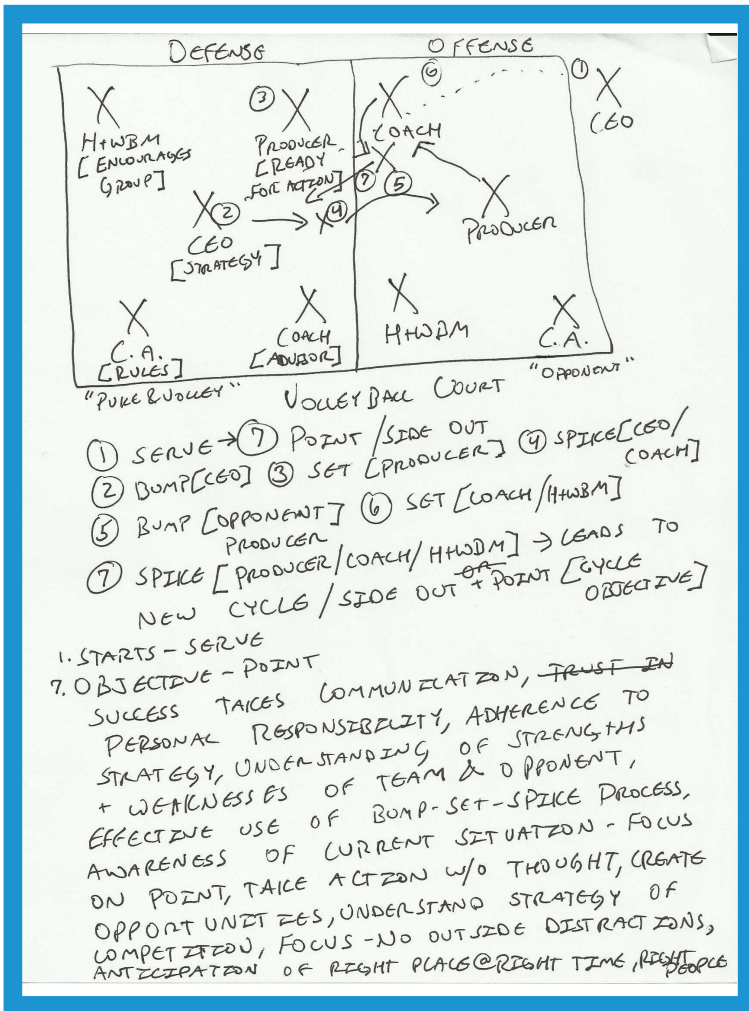 DEFENSE OFFENSE
① X CEO
⑥
X COACH
X H+WBM
[ENCOURAGES
GROUP]
③ X PRODUCER
[READY
FOR ACTION]
X ② CEO
[STRATEGY]
X ④
X ⑦ ⑤
X PRODUCER
X C.A.
[RULES]
X COACH
[ADVISOR]
X H+WBM
X C.A.
"OPPONENT"
VOLLEYBALL COURT
① SERVE → ⑦ POINT / SIDE OUT
② BUMP [CEO] ③ SET [PRODUCER] ④ SPIKE [CEO/
COACH]
⑤ BUMP [OPPONENT] ⑥ SET [COACH/H+WBM]
PRODUCER
⑦ SPIKE [PRODUCER/COACH/H+WBM] → LEADS TO
NEW CYCLE / SIDE OUT OR + POINT [CYCLE
OBJECTIVE]
1. STARTS - SERVE
7. OBJECTIVE - POINT
SUCCESS TAKES COMMUNICATION, TRUST IN
PERSONAL RESPONSIBILITY, ADHERENCE TO
STRATEGY, UNDERSTANDING OF STRENGTHS
+ WEAKNESSES OF TEAM & OPPONENT,
EFFECTIVE USE OF BUMP-SET-SPIKE PROCESS,
AWARENESS OF CURRENT SITUATION - FOCUS
ON POINT, TAKE ACTION W/O THOUGHT, CREATE
OPPORTUNITIES, UNDERSTAND STRATEGY OF
COMPETITION, FOCUS - NO OUTSIDE DISTRACTIONS,
ANTICIPATION OF RIGHT PLACE @ RIGHT TIME, RIGHT
PEOPLE